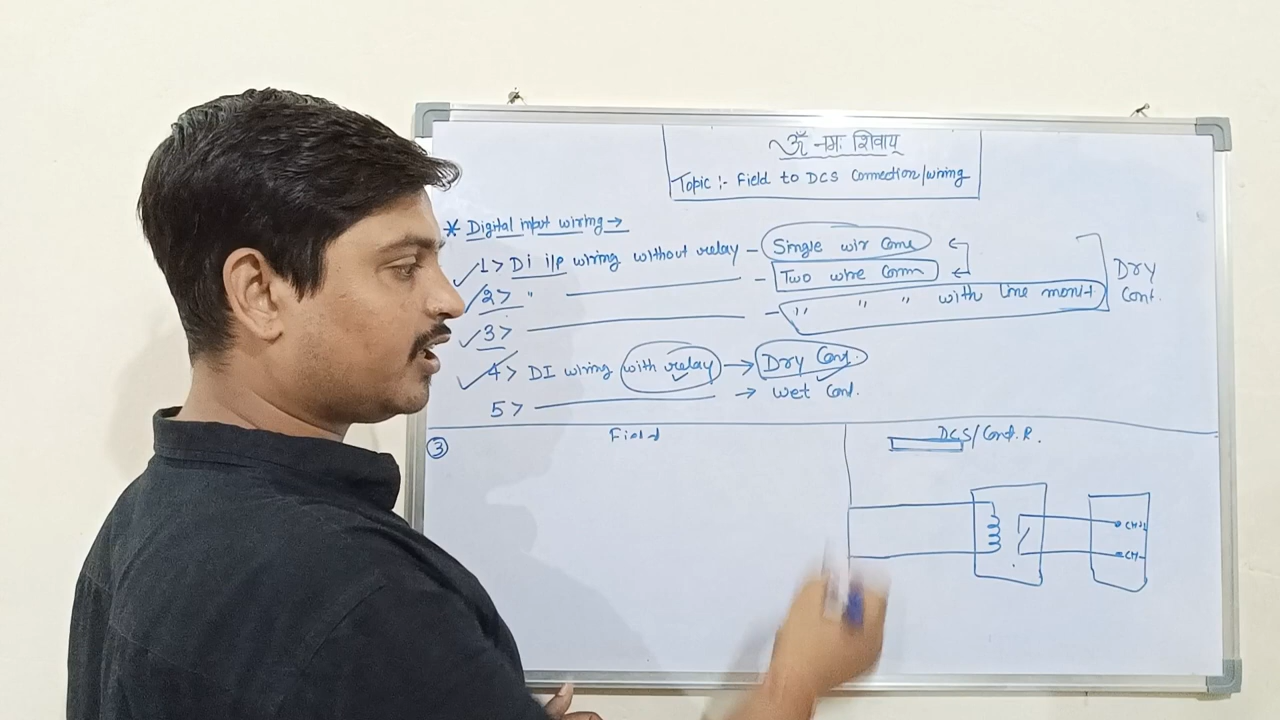 ॐ नमः शिवाय्
Topic :- Field to DCS Connection/wiring
* Digital input wiring →
1> DI i/p wiring without relay - Single wir Come
2> " - Two wire Comm
3> - " " " with line monit
Dry Cont.
4> DI wiring with relay → Dry Cont.
5> → wet Cont.
3 Field DCS/Cont. R.
CH+
CH-